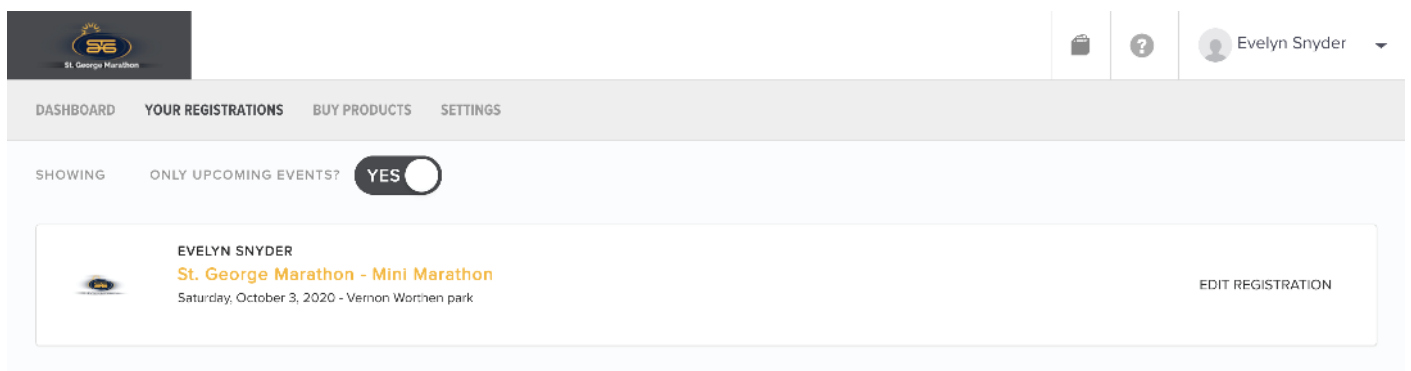 STG
St. George Marathon
Evelyn Snyder
DASHBOARD YOUR REGISTRATIONS BUY PRODUCTS SETTINGS
SHOWING ONLY UPCOMING EVENTS? YES
EVELYN SNYDER
St. George Marathon - Mini Marathon
Saturday, October 3, 2020 - Vernon Worthen park
EDIT REGISTRATION